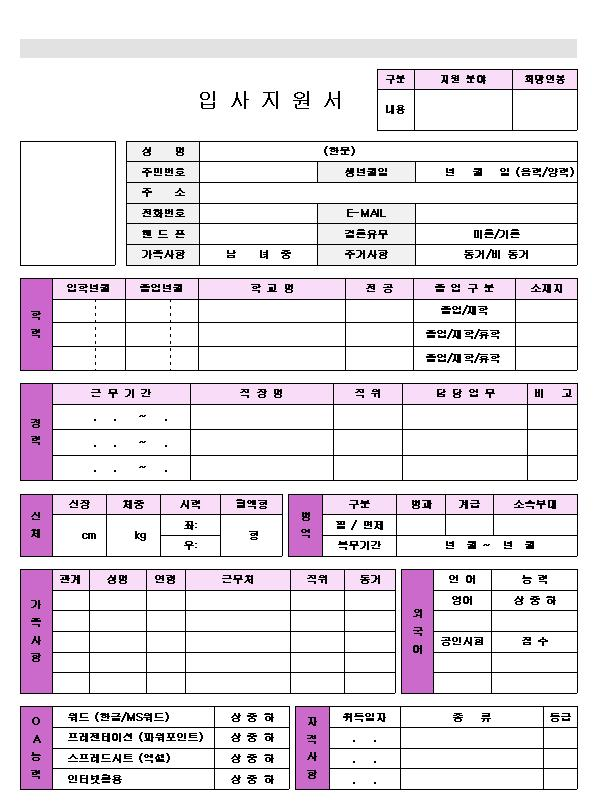 구분 지원 분야 희망연봉
입 사 지 원 서
내용
성 명 (한문)
주민번호 생년월일 년 월 일 (음력/양력)
주 소
전화번호 E-MAIL
핸 드 폰 결혼유무 미혼/기혼
가족사항 남 녀 중 주거사항 동거/비 동거
학력
입학년월 졸업년월 학 교 명 전 공 졸 업 구 분 소재지
졸업/재학
졸업/재학/휴학
졸업/재학/휴학
경력
근 무 기 간 직 장 명 직 위 담 당 업 무 비 고
. . ~ .
. . ~ .
. . ~ .
신체
신장 체중 시력 혈액형
cm kg 좌: 형
우:
병역
구분 병과 계급 소속부대
필 / 면제
복무기간 년 월 ~ 년 월
가족사항
관계 성명 연령 근무처 직위 동거
외국어
언 어 능 력
영어 상 중 하
공인시험 점 수
OA능력
워드 (한글/MS워드) 상 중 하
프레젠테이션 (파워포인트) 상 중 하
스프레드시트 (엑셀) 상 중 하
인터넷활용 상 중 하
자격사항
취득일자 종 류 등급
. .
. .
. .